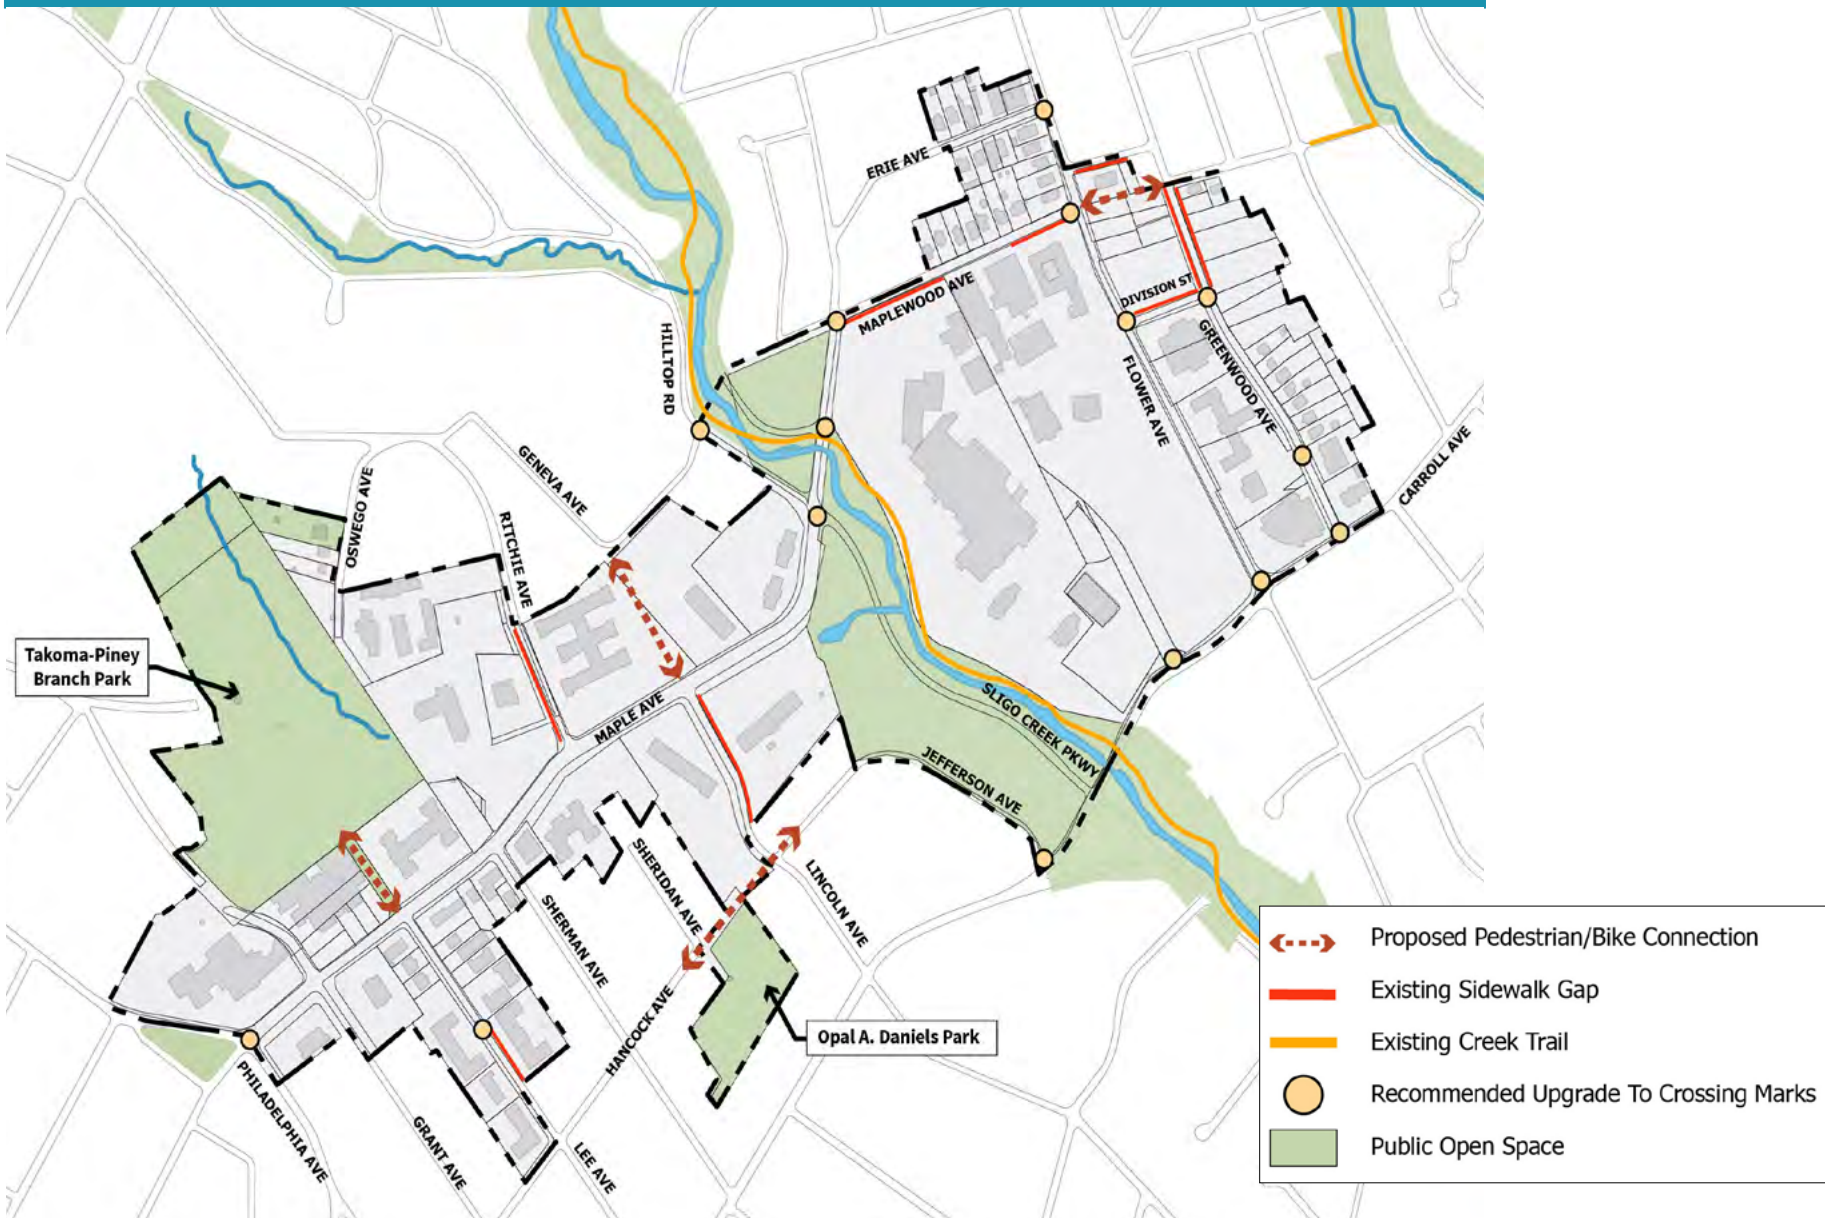 ERIE AVE
MAPLEWOOD AVE
DIVISION ST
HILLTOP RD
FLOWER AVE
GREENWOOD AVE
CARROLL AVE
GENEVA AVE
OSWEGO AVE
RITCHIE AVE
Takoma-Piney
Branch Park
MAPLE AVE
SLIGO CREEK PKWY
JEFFERSON AVE
SHERIDAN AVE
LINCOLN AVE
SHERMAN AVE
HANCOCK AVE
Opal A. Daniels Park
PHILADELPHIA AVE
GRANT AVE
LEE AVE
Proposed Pedestrian/Bike Connection
Existing Sidewalk Gap
Existing Creek Trail
Recommended Upgrade To Crossing Marks
Public Open Space